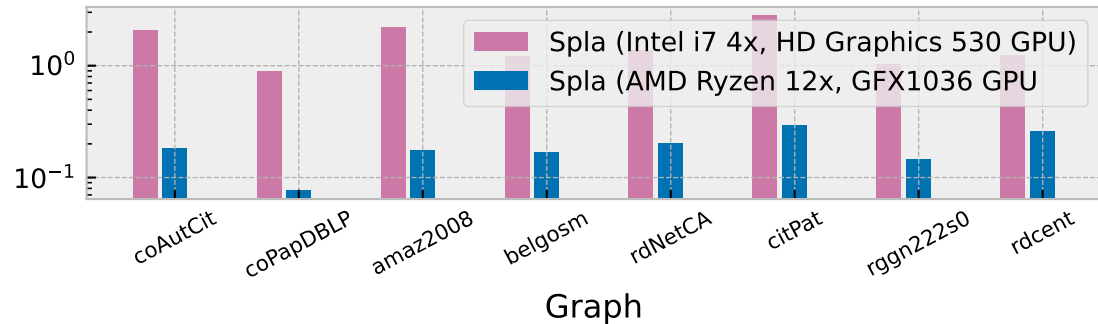 10⁰
10⁻¹
Spla (Intel i7 4x, HD Graphics 530 GPU)
Spla (AMD Ryzen 12x, GFX1036 GPU
coAutCit
coPapDBLP
amaz2008
belgosm
rdNetCA
citPat
rggn222s0
rdcent
Graph